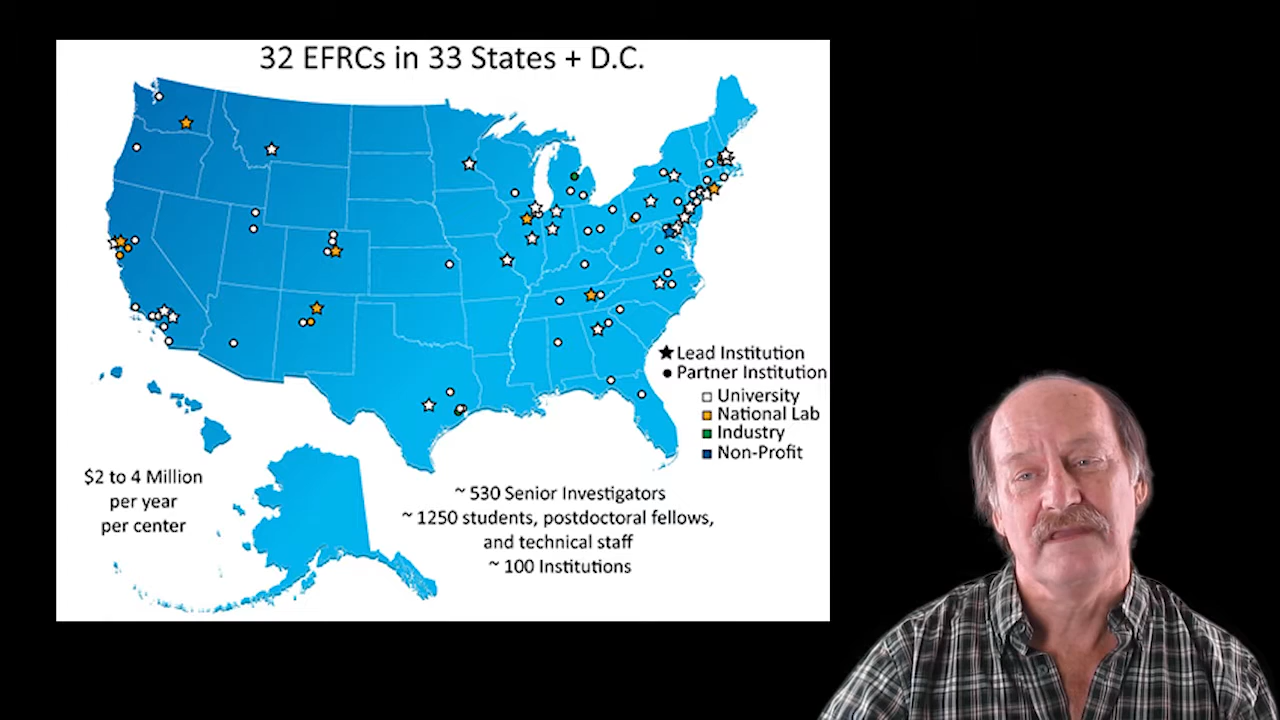 32 EFRCs in 33 States + D.C.
Lead Institution
Partner Institution
University
National Lab
Industry
Non-Profit
$2 to 4 Million
per year
per center
~ 530 Senior Investigators
~ 1250 students, postdoctoral fellows,
and technical staff
~ 100 Institutions